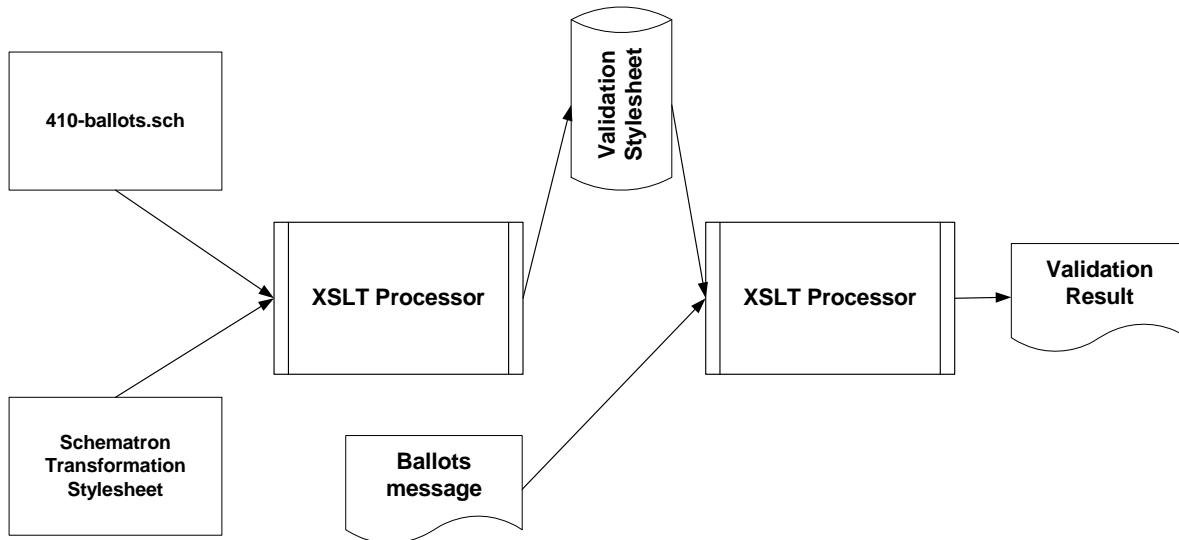 410-ballots.sch
Validation
Stylesheet
XSLT Processor
XSLT Processor
Validation
Result
Schematron
Transformation
Stylesheet
Ballots
message